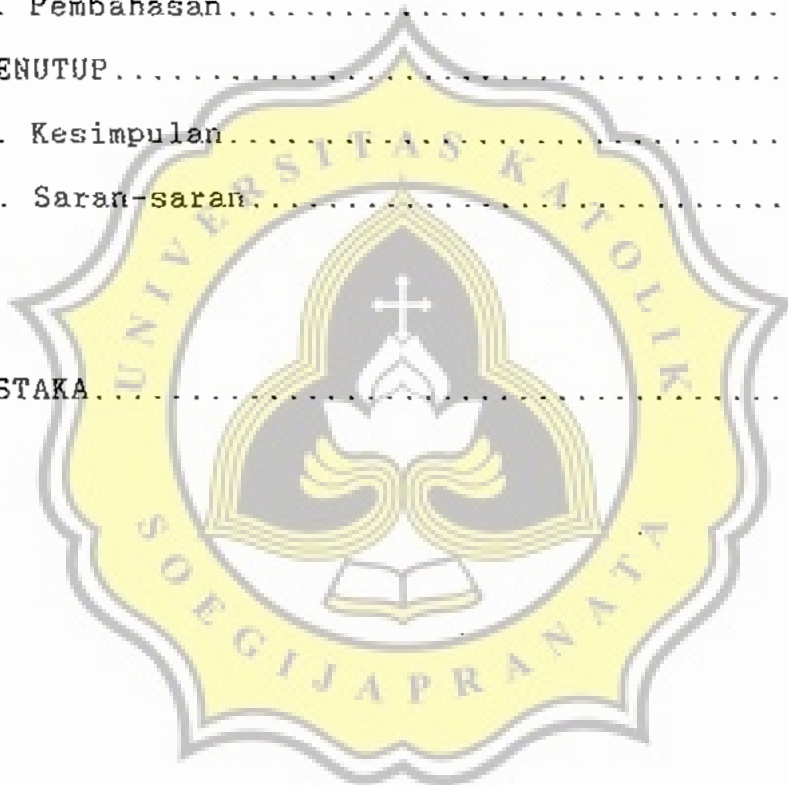 . Pembahasan..............................
ENUTUP....................................
. Kesimpulan..............................
. Saran-saran.............................
STAKA.....................................
UNIVERSITAS KATOLIK
SOEGIJAPRANATA